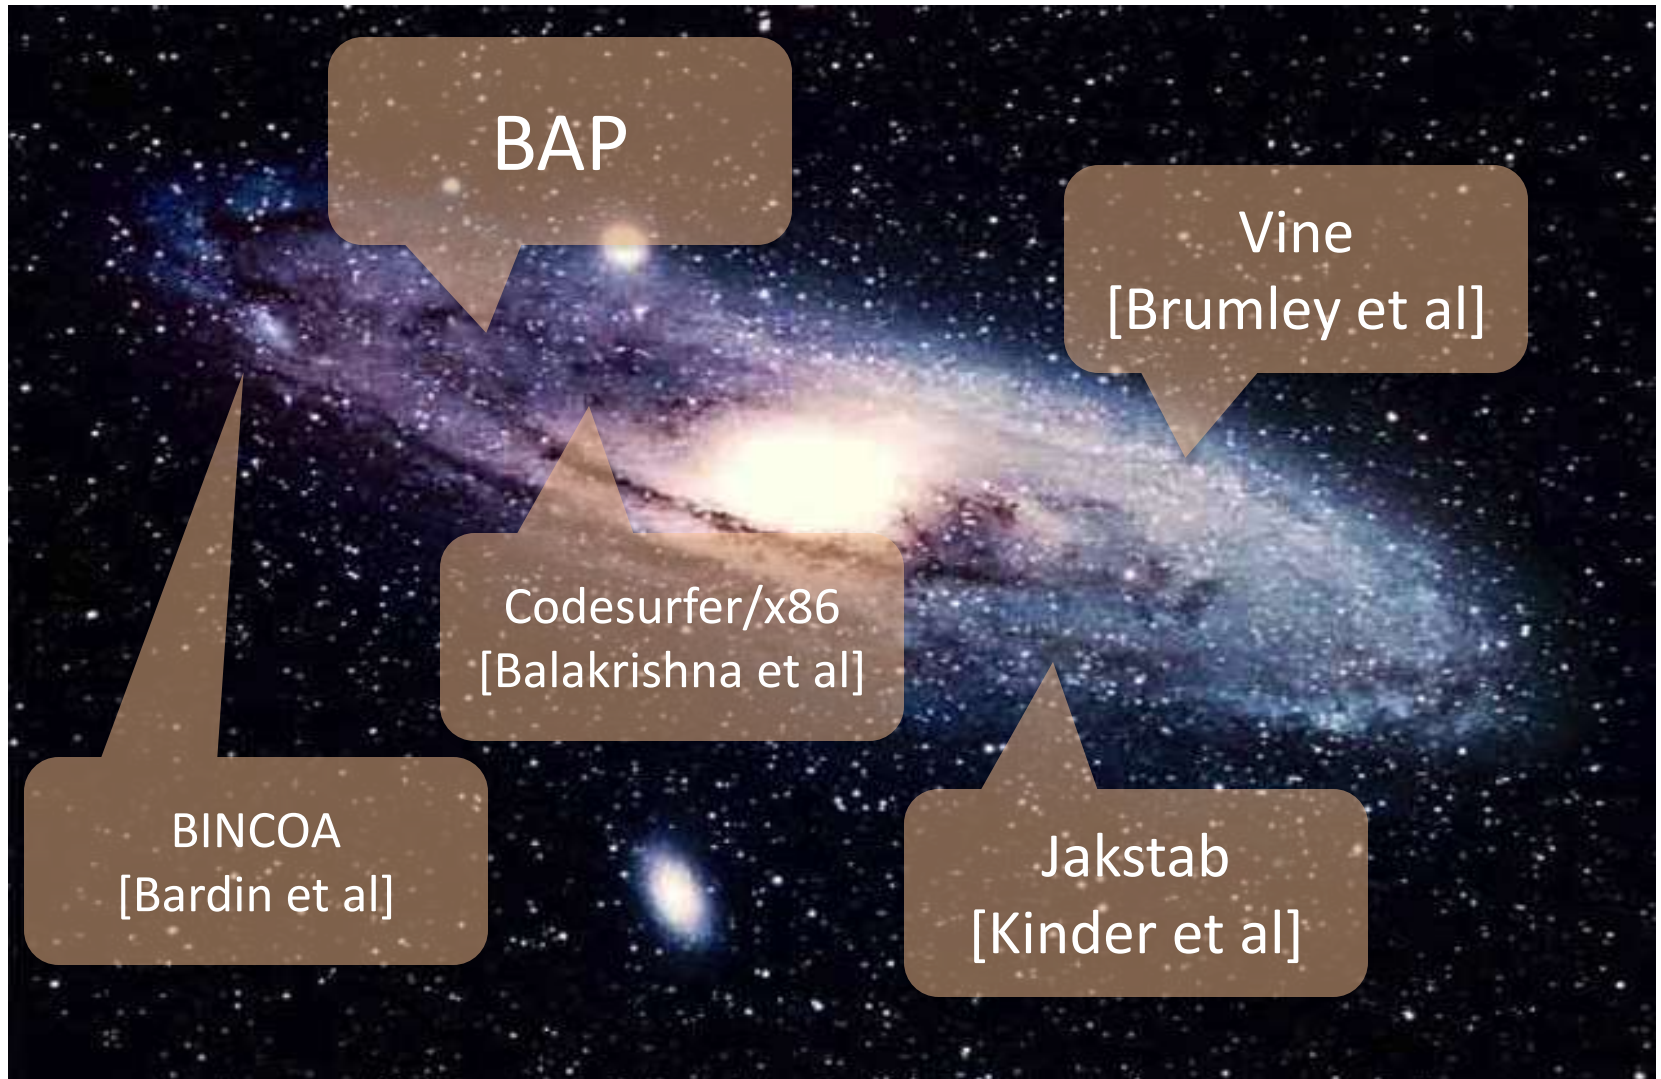 BAP
Vine
[Brumley et al]
Codesurfer/x86
[Balakrishna et al]
BINCOA
[Bardin et al]
Jakstab
[Kinder et al]